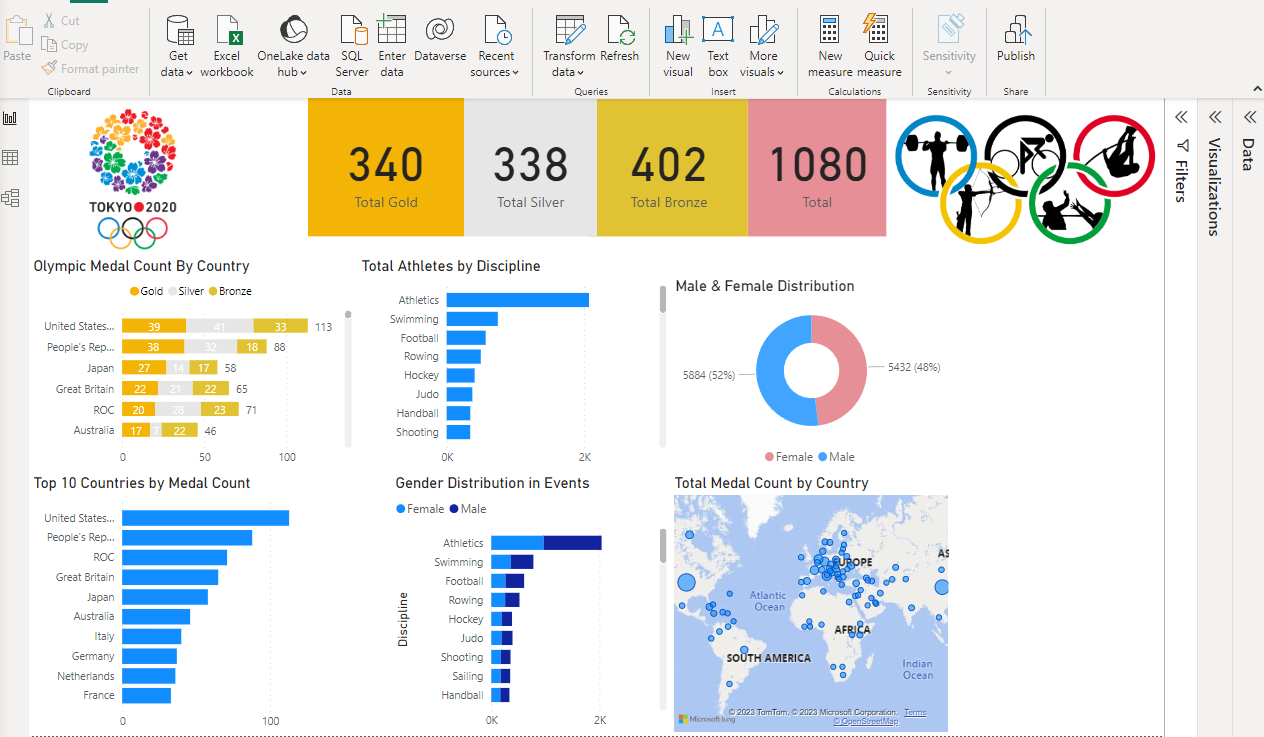 Paste
Cut
Copy
Format painter
Clipboard
Get data
Excel workbook
OneLake data hub
SQL Server
Enter data
Dataverse
Recent sources
Data
Transform data
Refresh
Queries
New visual
Text box
More visuals
Insert
New measure
Quick measure
Calculations
Sensitivity
Sensitivity
Publish
Share
TOKYO 2020
340
Total Gold
338
Total Silver
402
Total Bronze
1080
Total
Filters
Visualizations
Data
Olympic Medal Count By Country
Gold Silver Bronze
United States... 39 41 33 113
People's Rep... 38 32 18 88
Japan 27 14 17 58
Great Britain 22 21 22 65
ROC 20 28 23 71
Australia 17 7 22 46
0 50 100
Total Athletes by Discipline
Athletics
Swimming
Football
Rowing
Hockey
Judo
Handball
Shooting
0K 2K
Male & Female Distribution
5884 (52%)
5432 (48%)
Female Male
Top 10 Countries by Medal Count
United States...
People's Rep...
ROC
Great Britain
Japan
Australia
Italy
Germany
Netherlands
France
0 100
Gender Distribution in Events
Female Male
Discipline
Athletics
Swimming
Football
Rowing
Hockey
Judo
Shooting
Sailing
Handball
0K 2K
Total Medal Count by Country
EUROPE
AS
Atlantic
Ocean
AFRICA
SOUTH AMERICA
Indian
Ocean
© 2023 TomTom, © 2023 Microsoft Corporation, Terms
Microsoft Bing
© OpenStreetMap